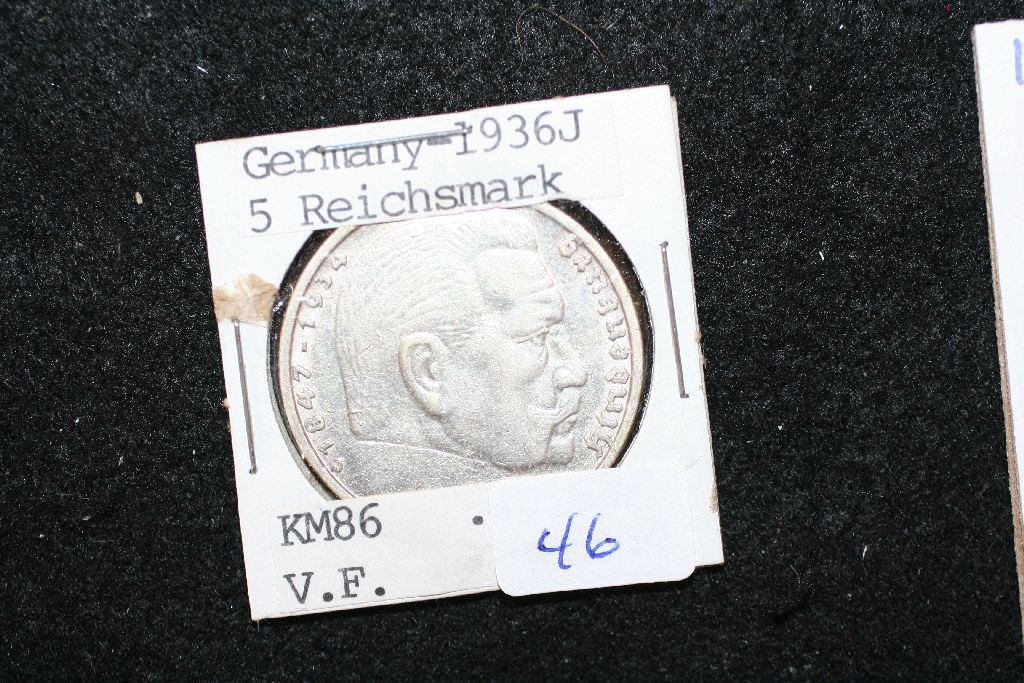 Germany-1936J
5 Reichsmark
1847-1934
KM86
V.F.
46